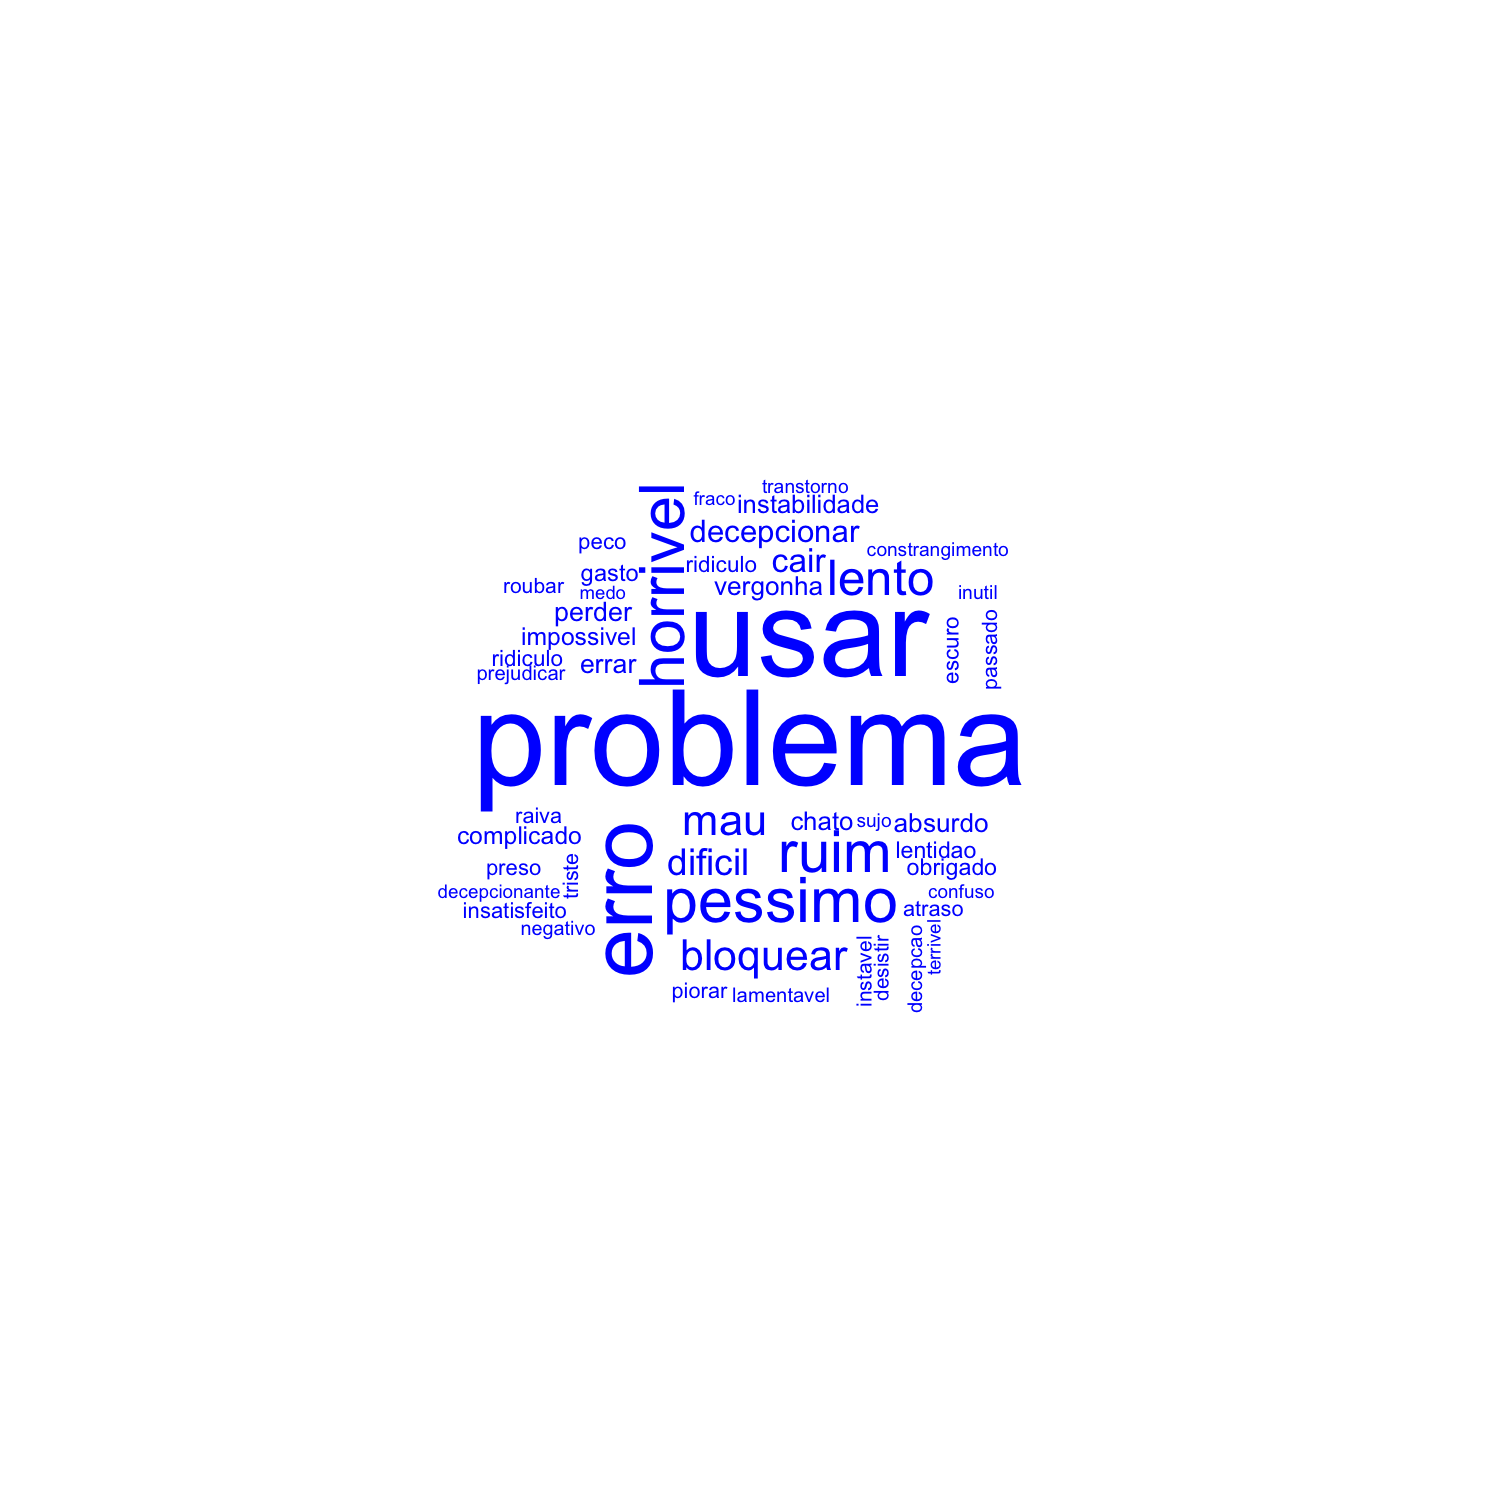 transtorno
fraco instabilidade
decepcionar
peco
constrangimento
ridiculo cair
gasto
lento
roubar
medo
vergonha
inutil
horrivel
perder
usar
impossivel
escuro
passado
ridiculo
errar
prejudicar
problema
raiva
mau
chato sujo absurdo
complicado
ruim
lentidao
dificil
preso
triste
obrigado
erro
decepcionante
confuso
pessimo
insatisfeito
atraso
negativo
bloquear
instavel
desistir
decepcao
terrivel
piorar
lamentavel